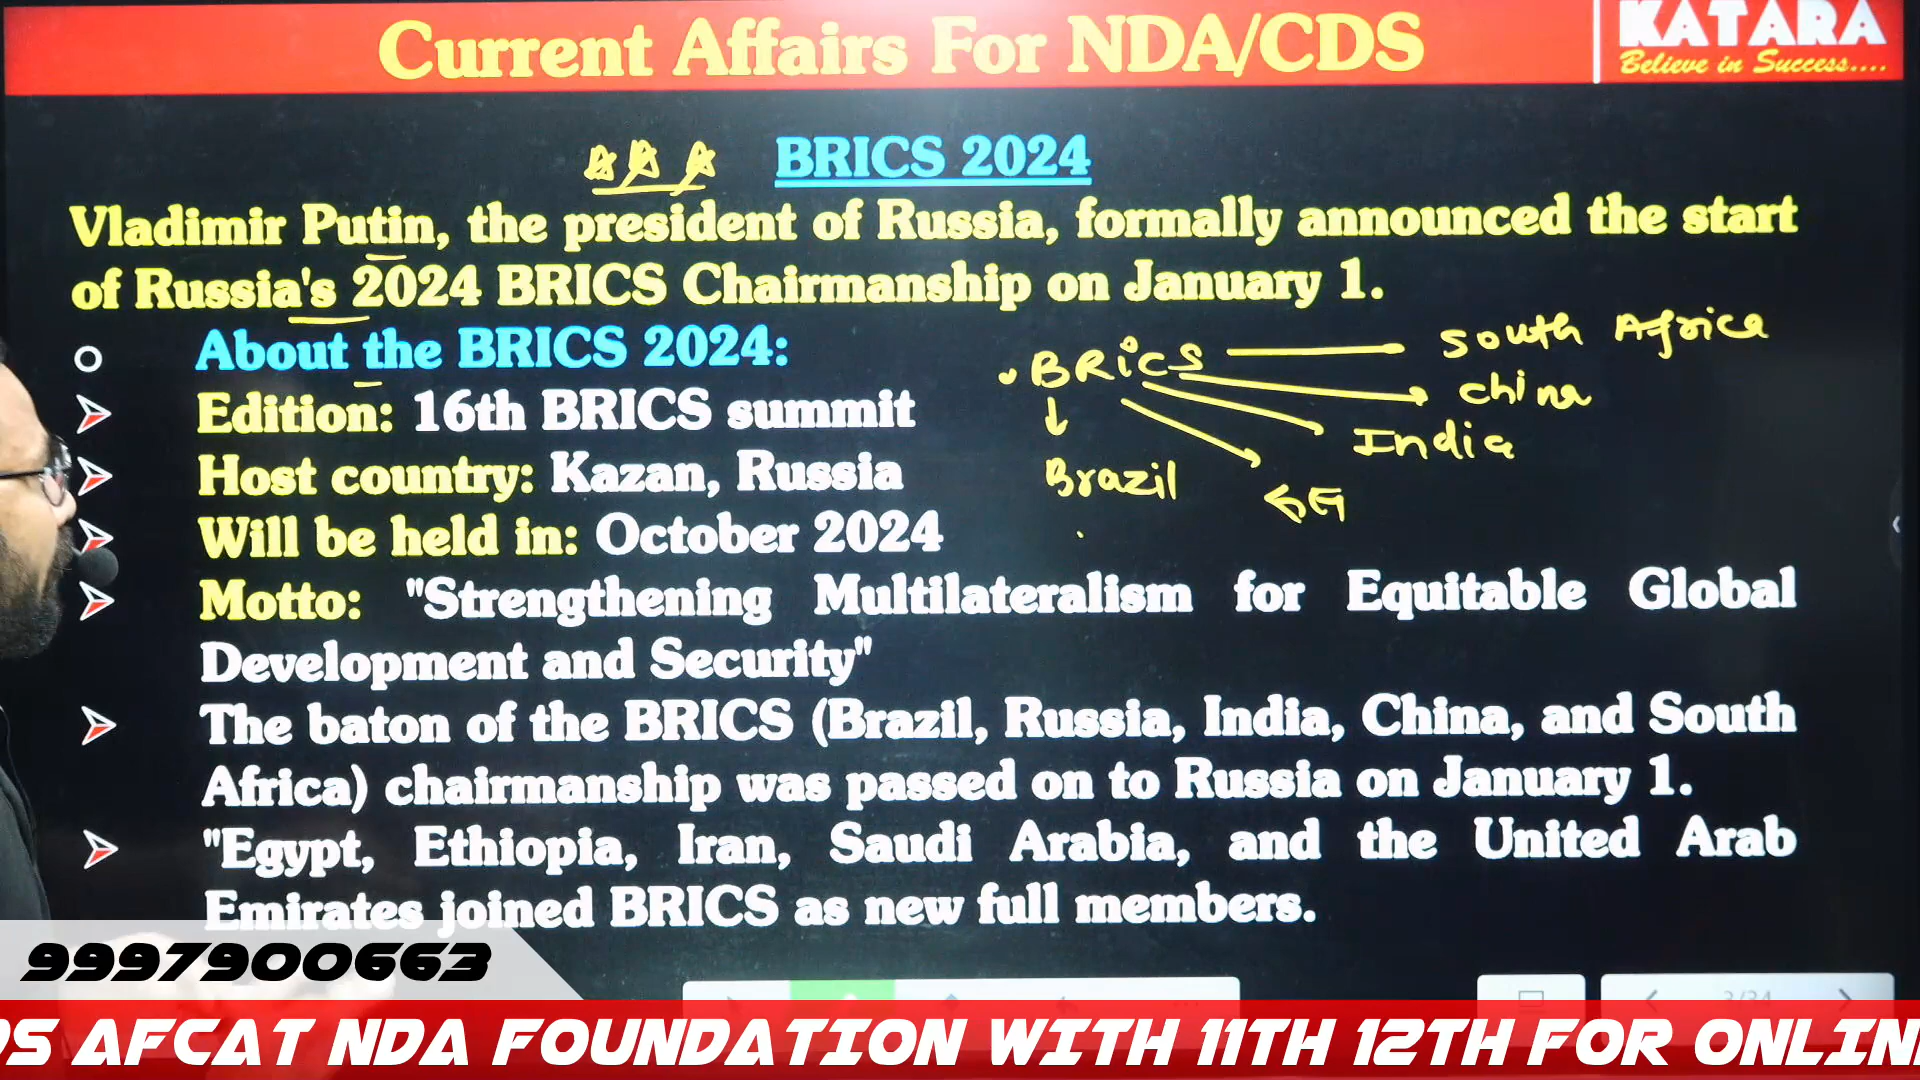 Current Affairs For NDA/CDS
KATARA
Believe in Success....
BRICS 2024
Vladimir Putin, the president of Russia, formally announced the start
of Russia's 2024 BRICS Chairmanship on January 1.
About the BRICS 2024:
Edition: 16th BRICS summit
Host country: Kazan, Russia
Will be held in: October 2024
Motto: "Strengthening Multilateralism for Equitable Global
Development and Security"
The baton of the BRICS (Brazil, Russia, India, China, and South
Africa) chairmanship was passed on to Russia on January 1.
"Egypt, Ethiopia, Iran, Saudi Arabia, and the United Arab
Emirates joined BRICS as new full members.
BRiCS
South Africa
China
India
Brazil
9997900663
3/34
DS AFCAT NDA FOUNDATION WITH 11TH 12TH FOR ONLIN